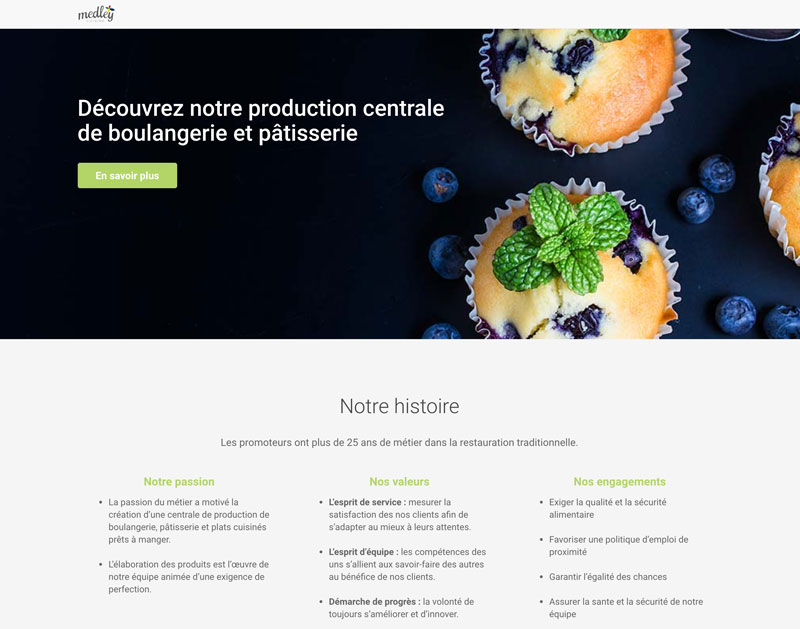 medley
Découvrez notre production centrale
de boulangerie et pâtisserie
En savoir plus
Notre histoire
Les promoteurs ont plus de 25 ans de métier dans la restauration traditionnelle.
Notre passion
• La passion du métier a motivé la
création d'une centrale de production de
boulangerie, pâtisserie et plats cuisinés
prêts à manger.
• L'élaboration des produits est l'œuvre de
notre équipe animée d'une exigence de
perfection.
Nos valeurs
• L'esprit de service : mesurer la
satisfaction des nos clients afin de
s'adapter au mieux à leurs attentes.
• L'esprit d'équipe : les compétences des
uns s'allient aux savoir-faire des autres
au bénéfice de nos clients.
• Démarche de progrès : la volonté de
toujours s'améliorer et d'innover.
Nos engagements
• Exiger la qualité et la sécurité
alimentaire
• Favoriser une politique d'emploi de
proximité
• Garantir l'égalité des chances
• Assurer la sante et la sécurité de notre
équipe